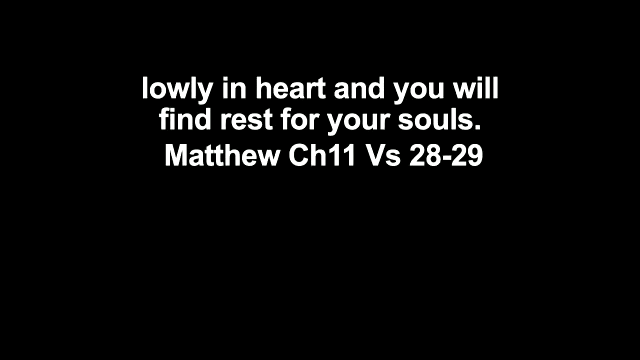 lowly in heart and you will
find rest for your souls.
Matthew Ch11 Vs 28-29